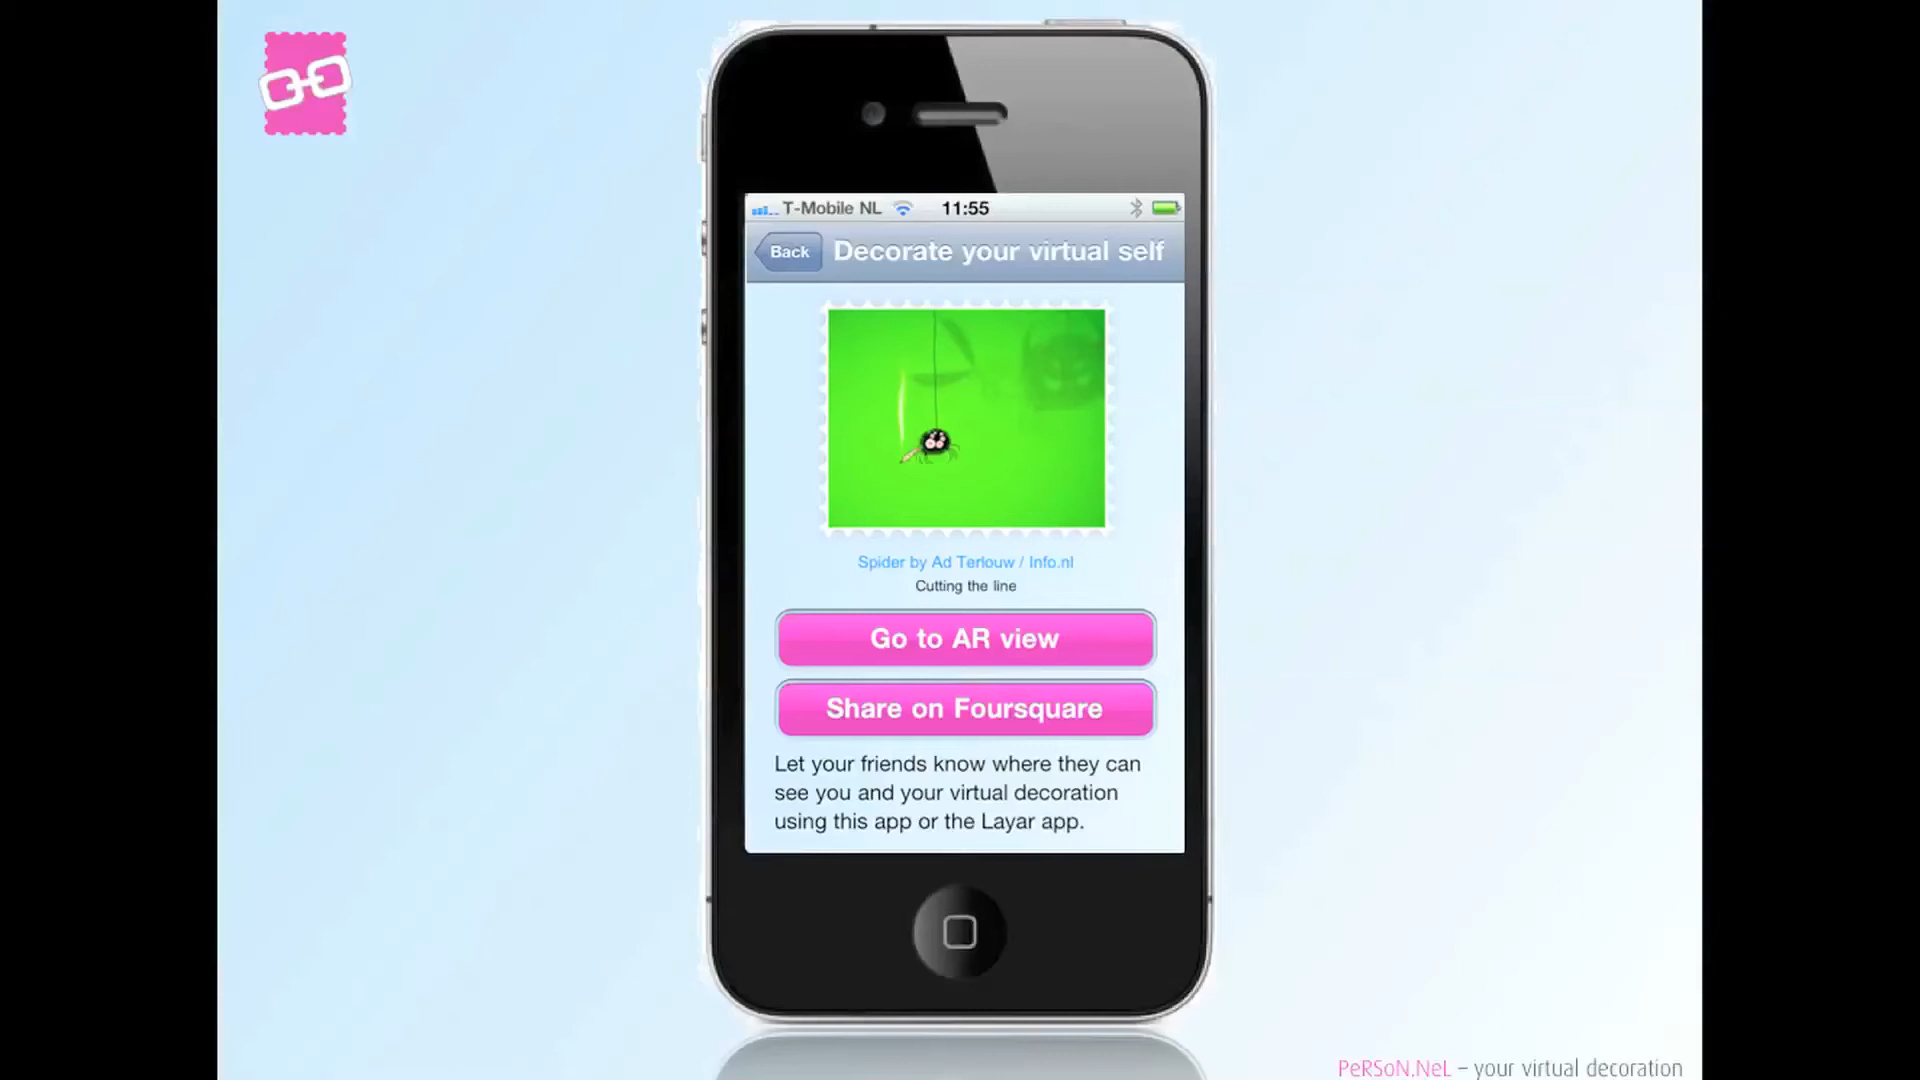 T-Mobile NL
11:55
Back
Decorate your virtual self
Spider by Ad Terlouw / Info.nl
Cutting the line
Go to AR view
Share on Foursquare
Let your friends know where they can
see you and your virtual decoration
using this app or the Layar app.
PeRSoN.NeL – your virtual decoration